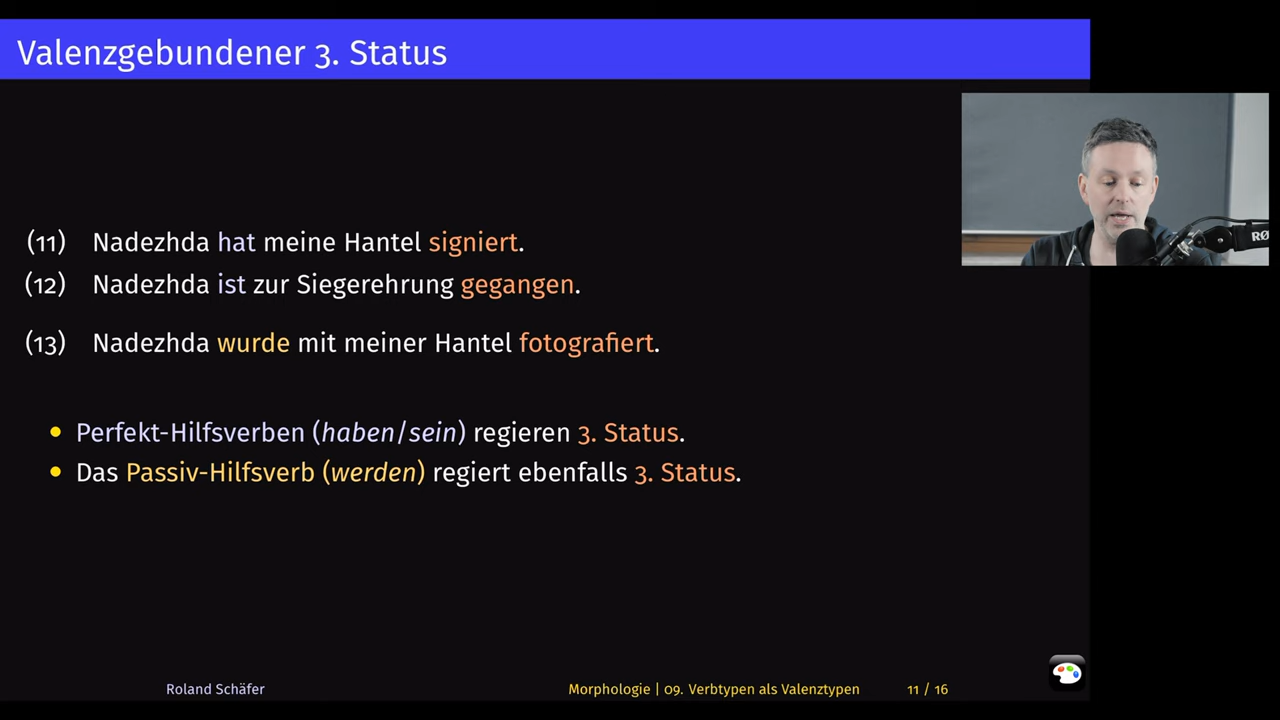 Valenzgebundener 3. Status
(11) Nadezhda hat meine Hantel signiert.
(12) Nadezhda ist zur Siegerehrung gegangen.
(13) Nadezhda wurde mit meiner Hantel fotografiert.
• Perfekt-Hilfsverben (haben/sein) regieren 3. Status.
• Das Passiv-Hilfsverb (werden) regiert ebenfalls 3. Status.
Roland Schäfer
Morphologie | 09. Verbtypen als Valenztypen
11 / 16